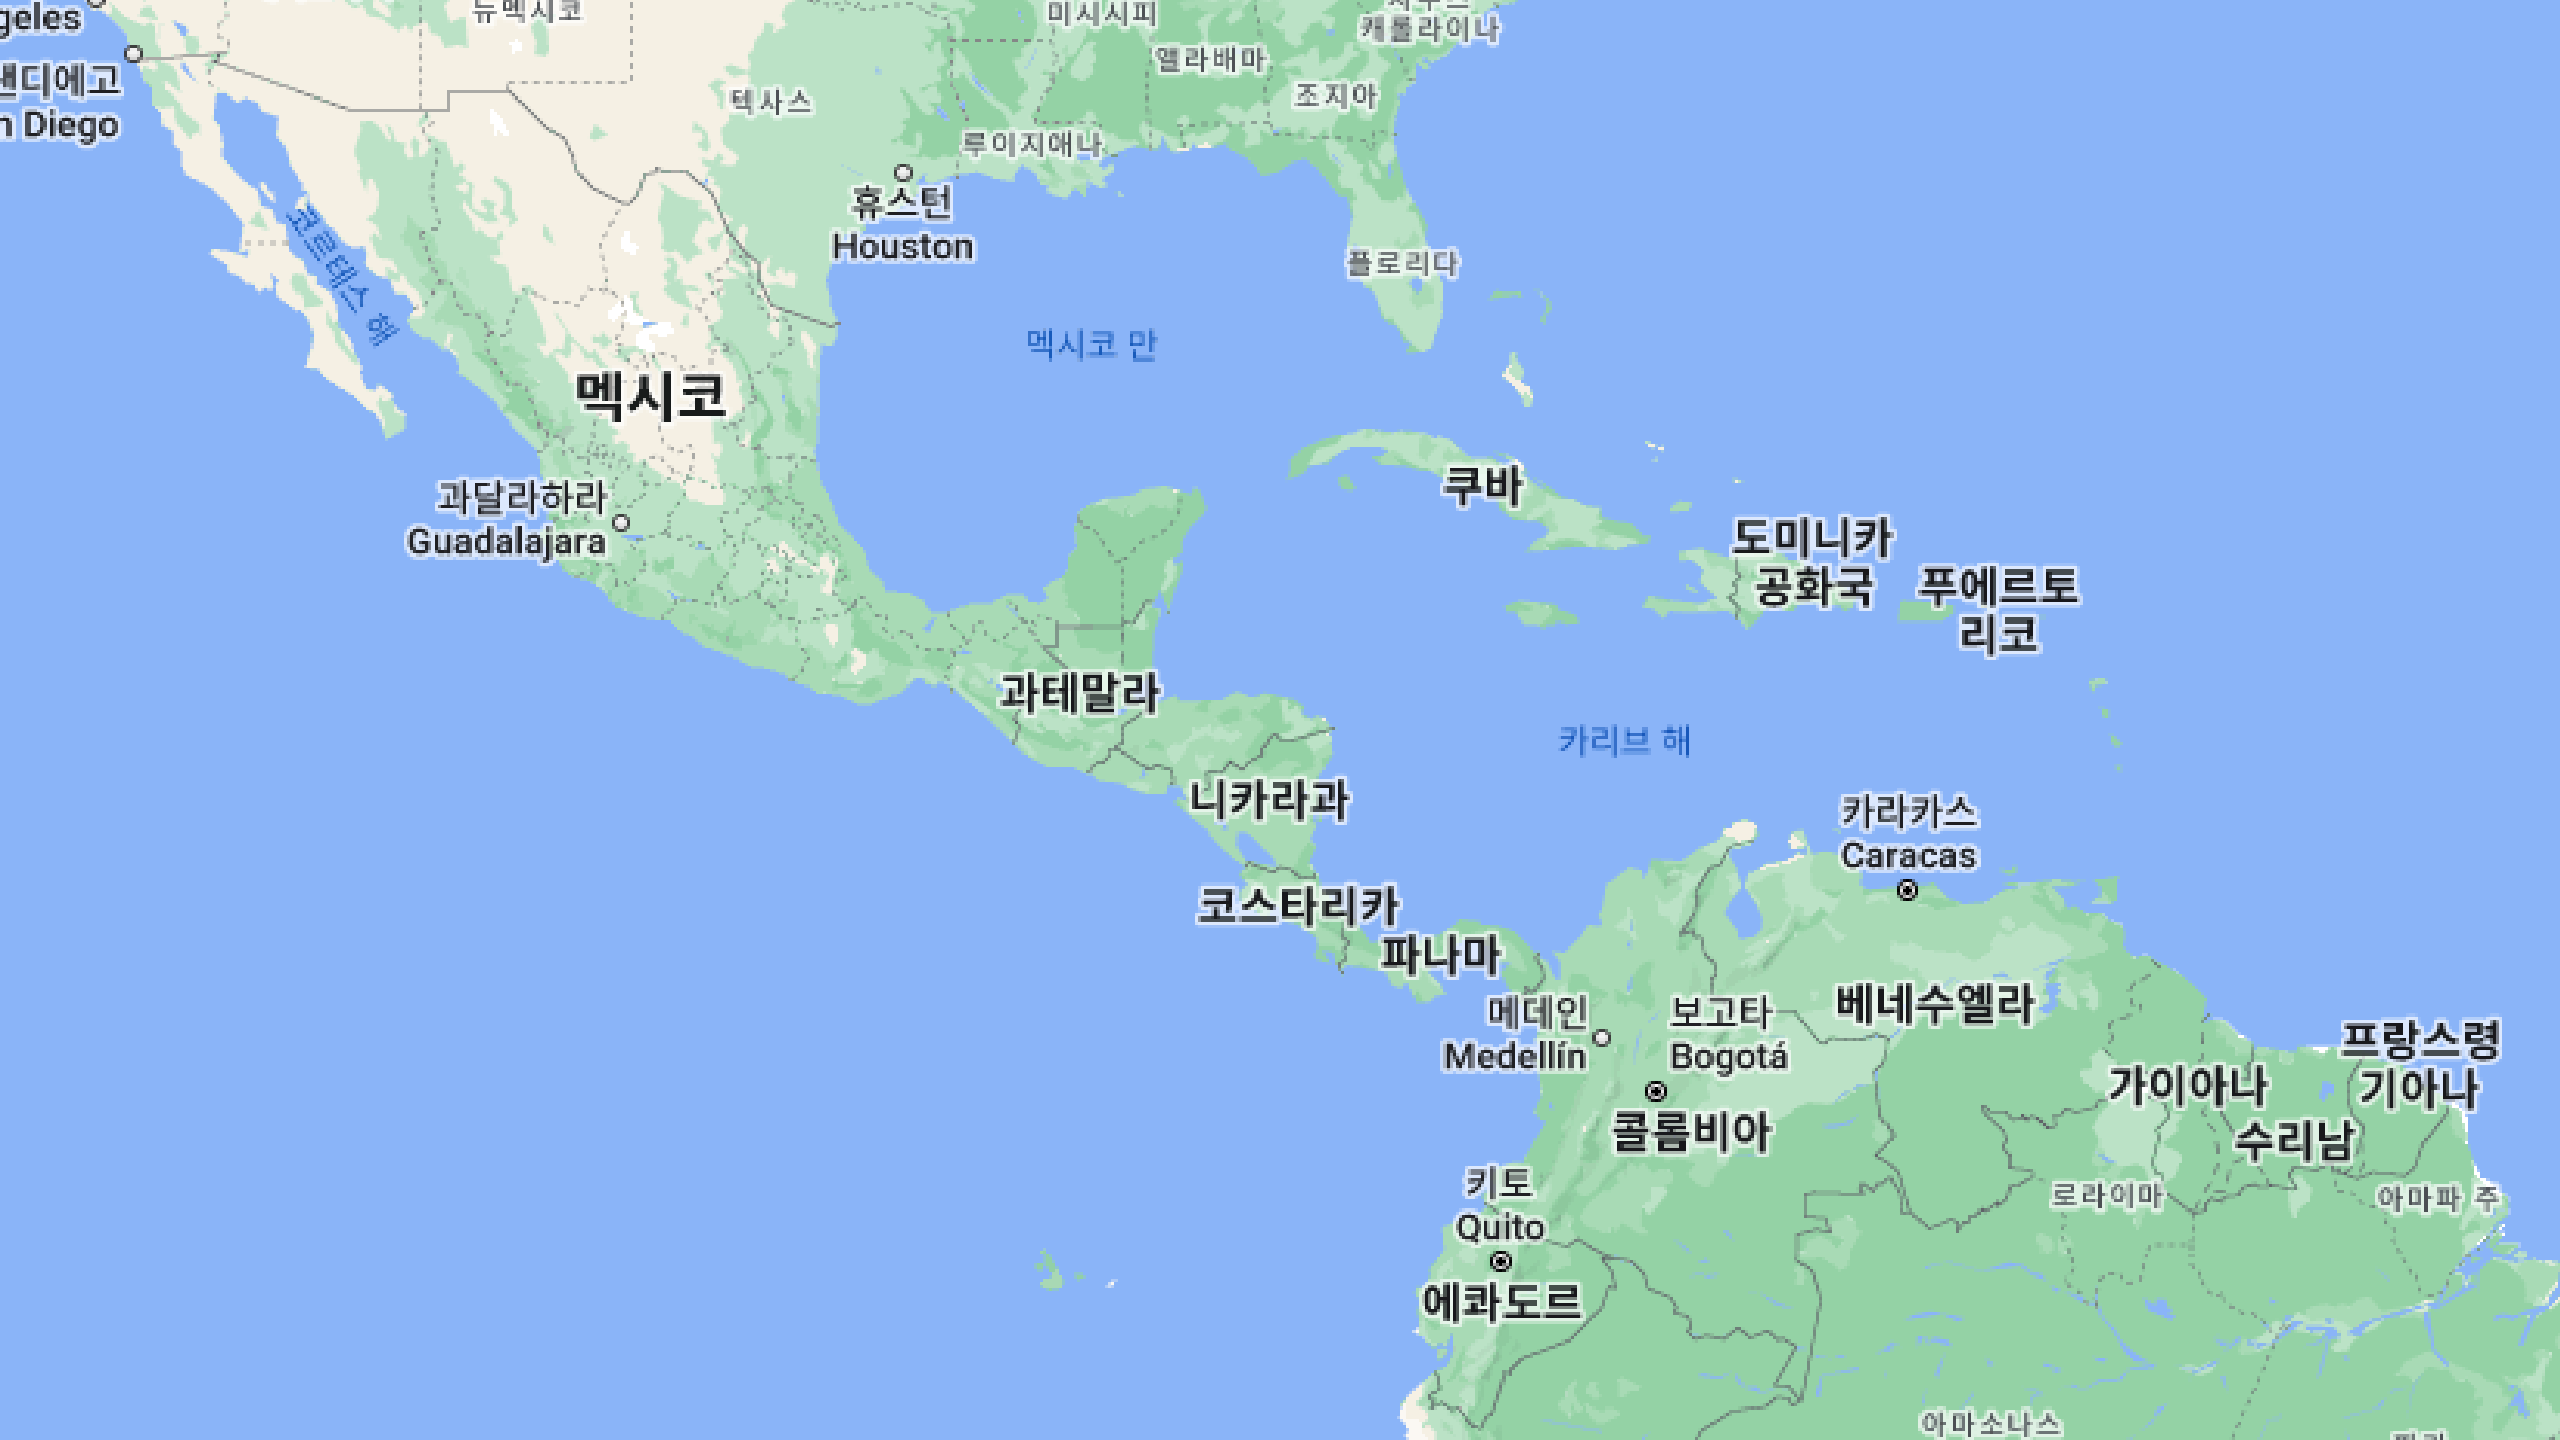 geles
뉴멕시코
미시시피
캐롤라이나
앨라배마
샌디에고
n Diego
텍사스
조지아
루이지애나
휴스턴
Houston
플로리다
코르테스 해
멕시코 만
멕시코
쿠바
과달라하라
Guadalajara
도미니카
공화국
푸에르토
리코
과테말라
카리브 해
니카라과
카라카스
Caracas
코스타리카
파나마
메데인
Medellín
보고타
Bogotá
베네수엘라
프랑스령
기아나
가이아나
콜롬비아
수리남
키토
Quito
로라이마
아마파 주
에콰도르
아마소나스